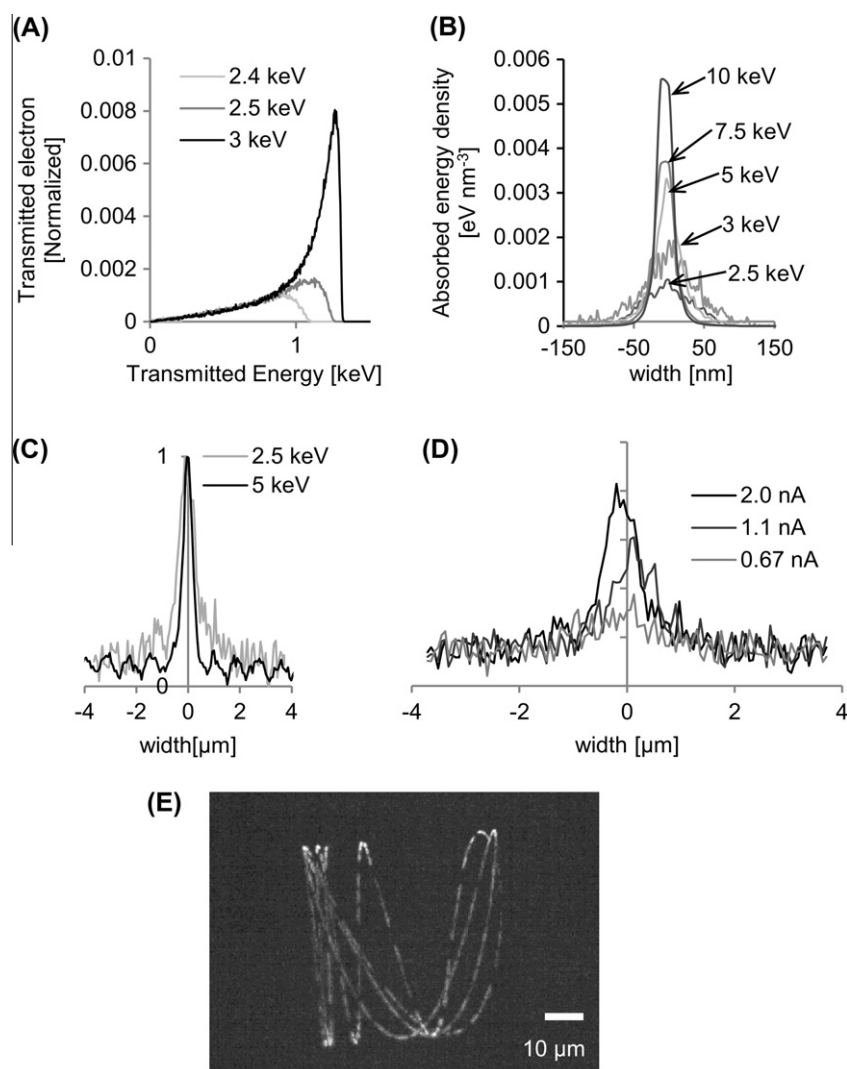 (A)
Transmitted electron
[Normalized]
0.01
0.008
0.006
0.004
0.002
0
2.4 keV
2.5 keV
3 keV
0
1
Transmitted Energy [keV]
(B)
Absorbed energy density
[eV nm⁻³]
0.006
0.005
0.004
0.003
0.002
0.001
0
10 keV
7.5 keV
5 keV
3 keV
2.5 keV
-150
-50
50
150
width [nm]
(C)
1
0
2.5 keV
5 keV
-4
-2
0
2
4
width[µm]
(D)
2.0 nA
1.1 nA
0.67 nA
-4
-2
0
2
4
width [µm]
(E)
10 µm